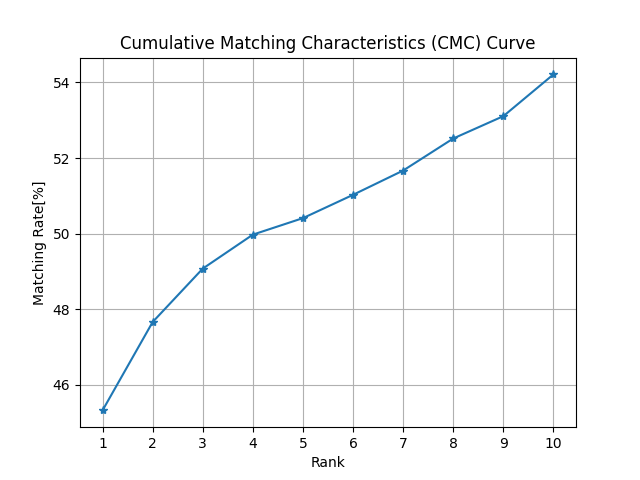 Cumulative Matching Characteristics (CMC) Curve
54
52
50
48
46
Matching Rate[%]
1 2 3 4 5 6 7 8 9 10
Rank